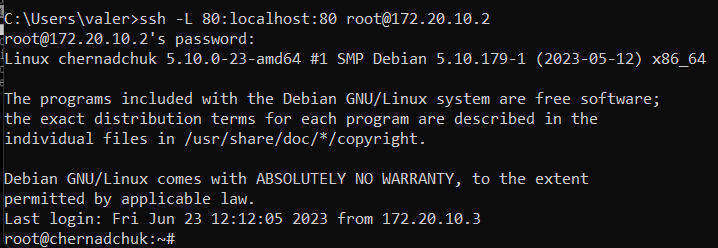 C:\Users\valer>ssh -L 80:localhost:80 root@172.20.10.2
root@172.20.10.2's password:
Linux chernadchuk 5.10.0-23-amd64 #1 SMP Debian 5.10.179-1 (2023-05-12) x86_64
The programs included with the Debian GNU/Linux system are free software;
the exact distribution terms for each program are described in the
individual files in /usr/share/doc/*/copyright.
Debian GNU/Linux comes with ABSOLUTELY NO WARRANTY, to the extent
permitted by applicable law.
Last login: Fri Jun 23 12:12:05 2023 from 172.20.10.3
root@chernadchuk:~#